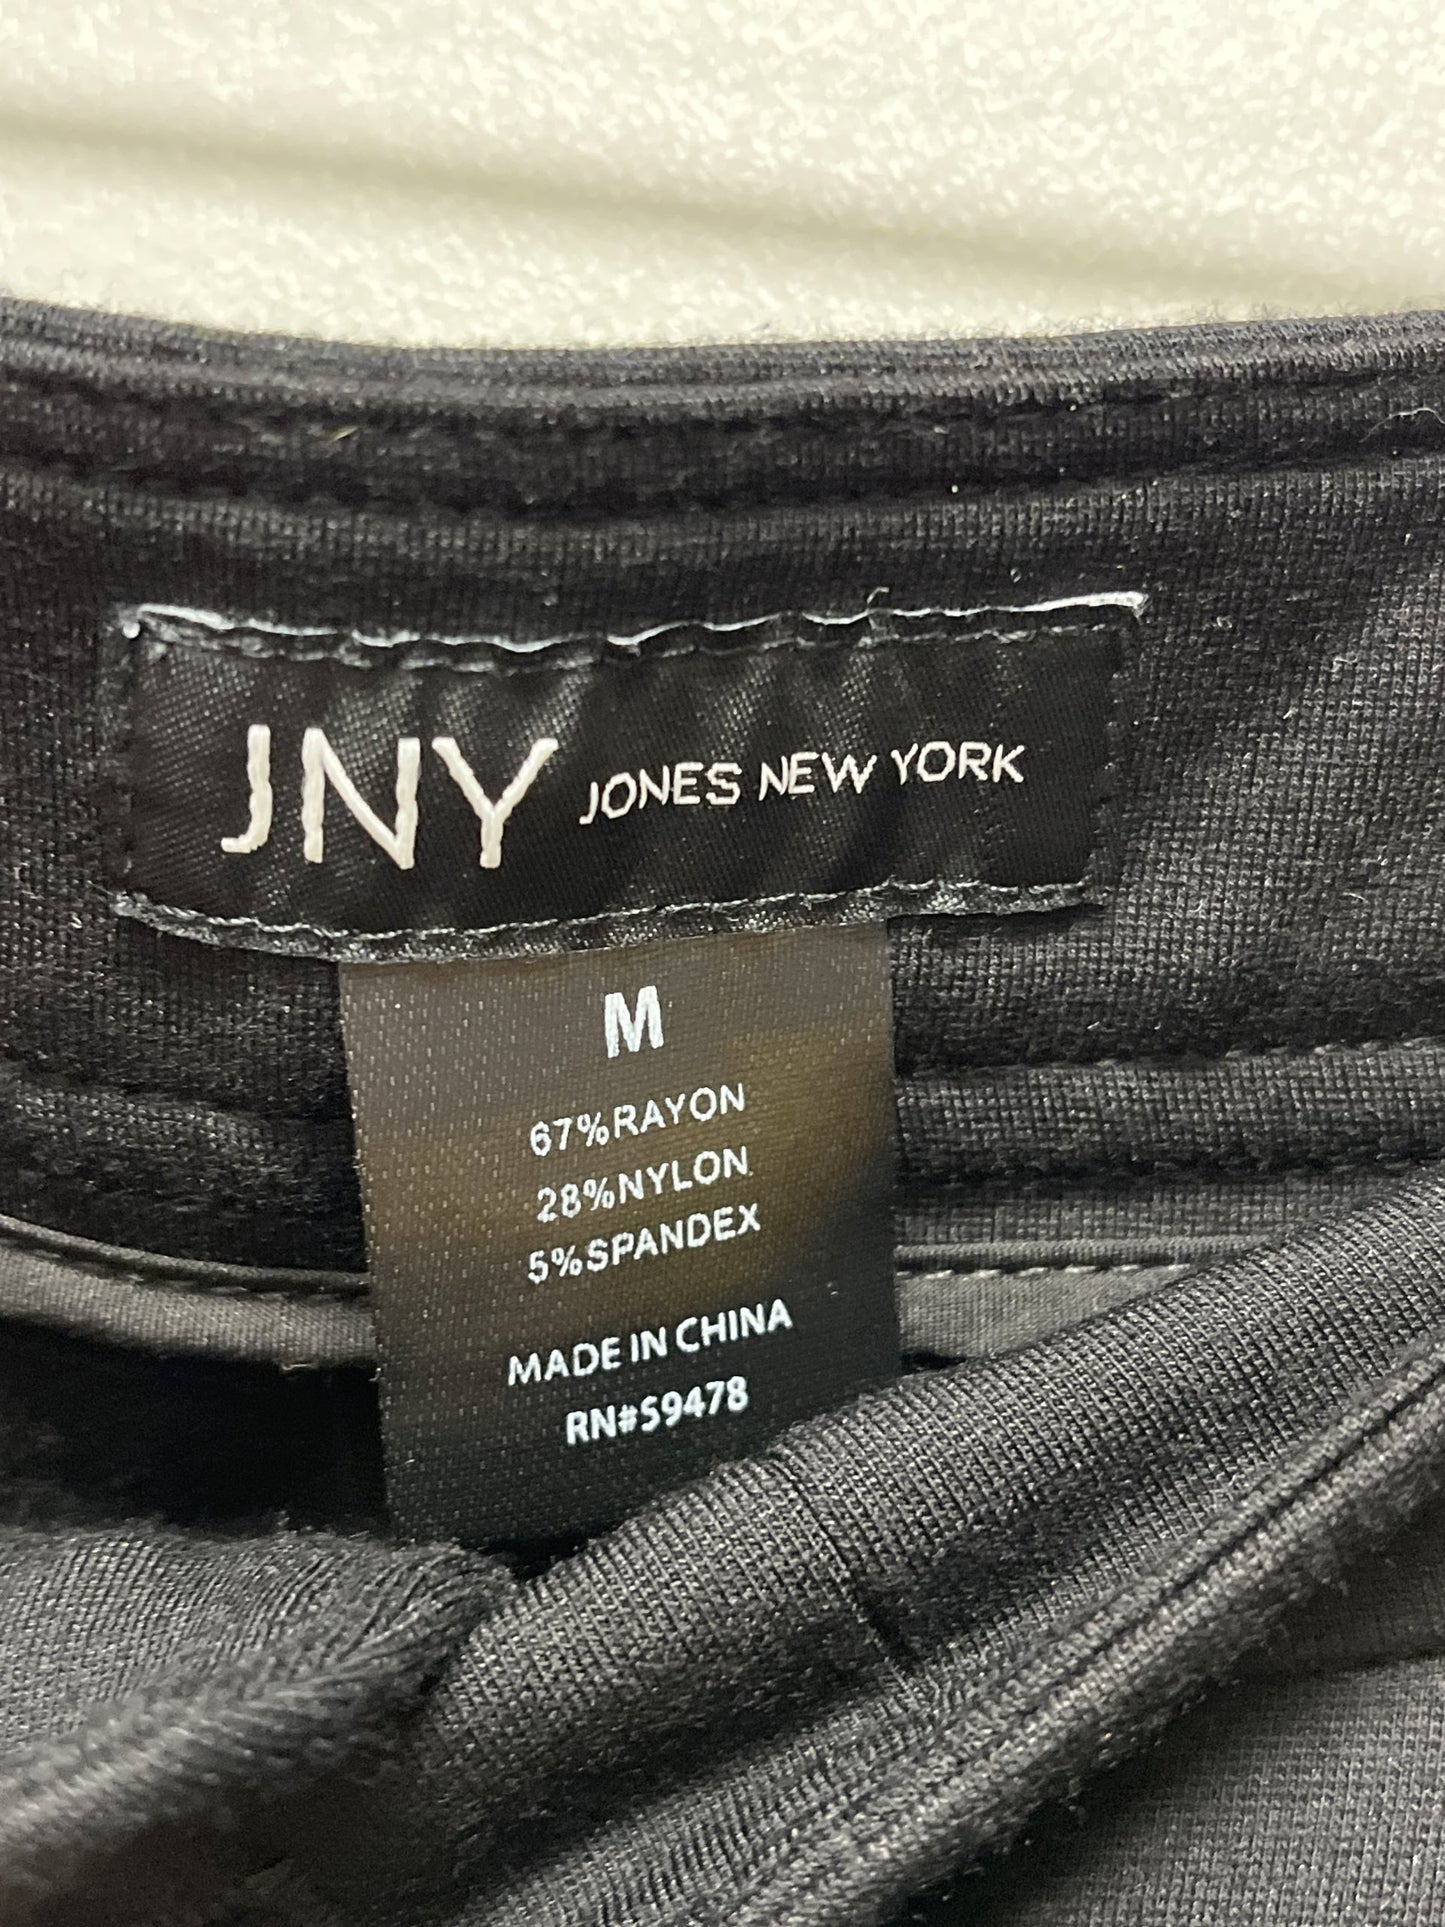 JNY JONES NEW YORK
M
67%RAYON
28%NYLON
5%SPANDEX
MADE IN CHINA
RN#59478